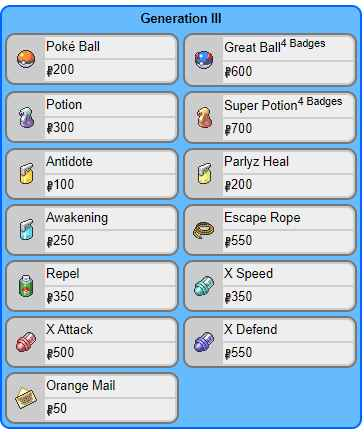 Generation III
Poké Ball
₽200
Great Ball4 Badges
₽600
Potion
₽300
Super Potion4 Badges
₽700
Antidote
₽100
Parlyz Heal
₽200
Awakening
₽250
Escape Rope
₽550
Repel
₽350
X Speed
₽350
X Attack
₽500
X Defend
₽550
Orange Mail
₽50